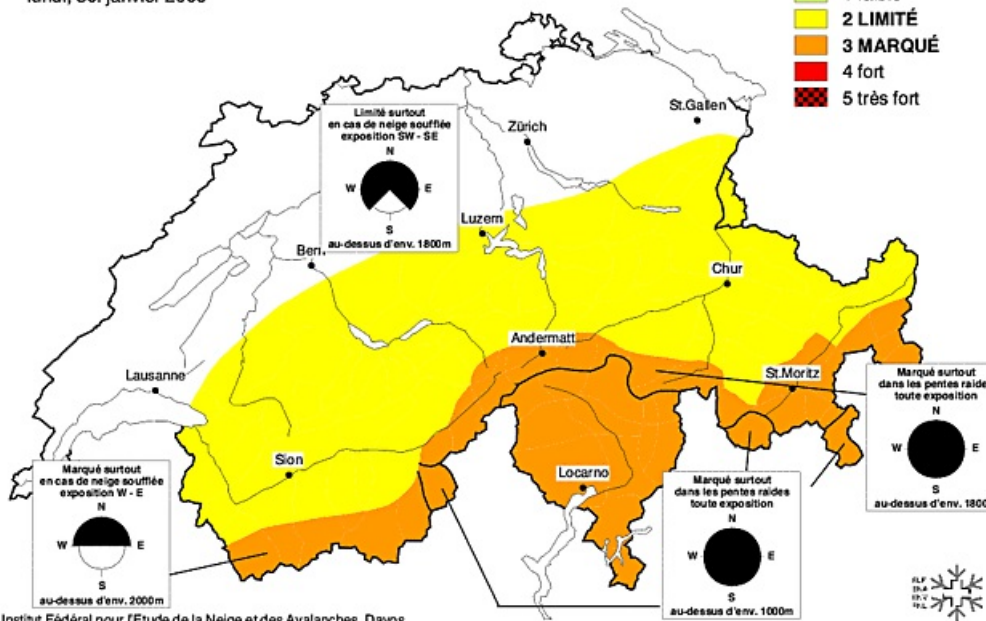 2 LIMITÉ
3 MARQUÉ
4 fort
5 très fort
Limité surtout
en cas de neige soufflée
exposition SW - SE
N
W E
S
au-dessus d'env. 1800m
St.Gallen
Zürich
Luzern
Bern
Chur
Andermatt
Lausanne
St.Moritz
Sion
Locarno
Marqué surtout
dans les pentes raides
toute exposition
N
W E
S
au-dessus d'env. 1800
Marqué surtout
en cas de neige soufflée
exposition W - E
N
W E
S
au-dessus d'env. 2000m
Marqué surtout
dans les pentes raides
toute exposition
N
W E
S
au-dessus d'env. 1000m
Institut Fédéral pour l'Etude de la Neige et des Avalanches, Davos